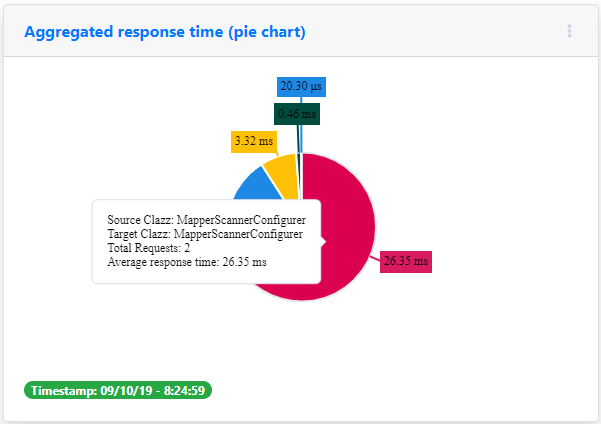 Aggregated response time (pie chart)
20.30 µs
0.46 ms
3.32 ms
Source Clazz: MapperScannerConfigurer
Target Clazz: MapperScannerConfigurer
Total Requests: 2
Average response time: 26.35 ms
26.35 ms
Timestamp: 09/10/19 - 8:24:59